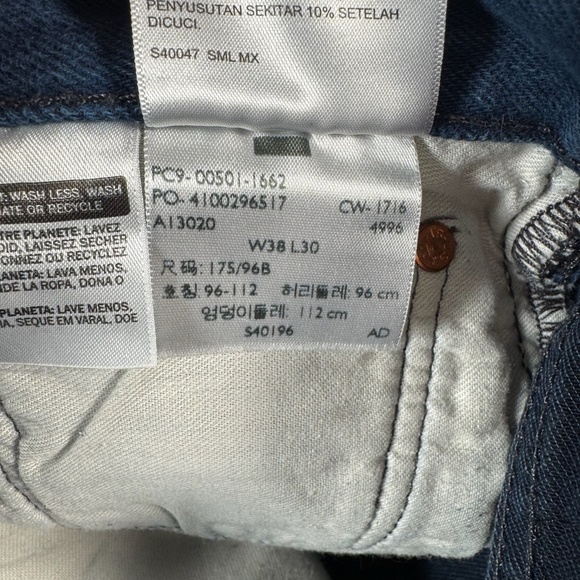 PENYUSUTAN SEKITAR 10% SETELAH
DICUCI.
S40047 SML MX
WASH LESS, WASH
ATE OR RECYCLE
TRE PLANETE: LAVEZ
OID, LAISSEZ SECHER
ONNEZ OU RECYCLEZ
LANETA: LAVA MENOS,
DE LA ROPA, DONA O
PLANETA: LAVE MENOS,
A, SEQUE EM VARAL, DOE
PC9-00501-1662
PO- 4100296517 CW-1716
A13020 4996
W38 L30
尺码: 175/96B
호칭 96-112 허리둘레: 96 cm
엉덩이둘레: 112 cm
S40196 AD